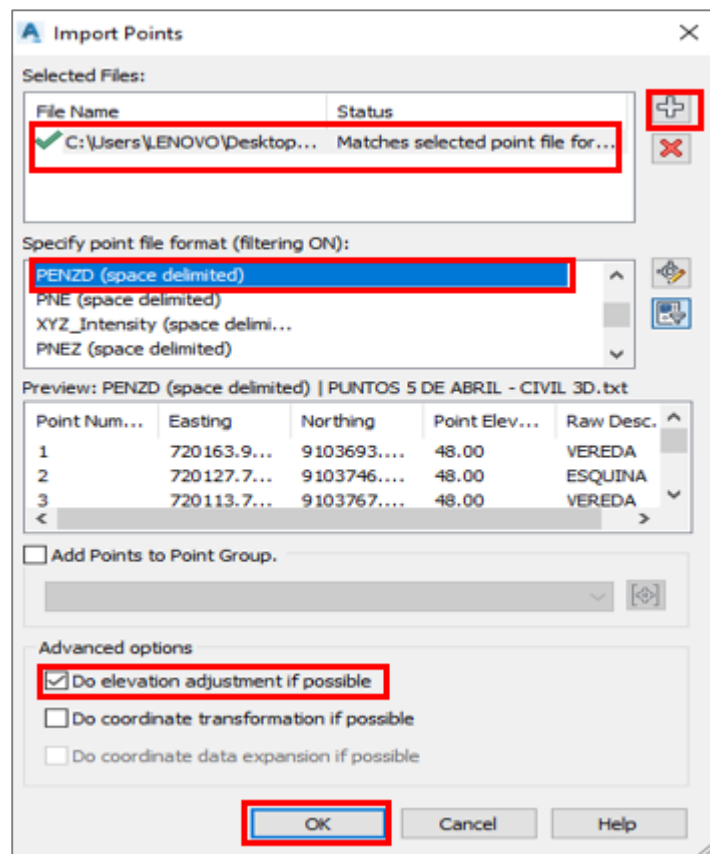 Import Points
Selected Files:
File Name Status
C:\Users\LENOVO\Desktop... Matches selected point file for...
Specify point file format (filtering ON):
PENZD (space delimited)
PNE (space delimited)
XYZ_Intensity (space delimi...
PNEZ (space delimited)
Preview: PENZD (space delimited) | PUNTOS 5 DE ABRIL - CIVIL 3D.txt
Point Num... Easting Northing Point Elev... Raw Desc.
1 720163.9... 9103693.... 48.00 VEREDA
2 720127.7... 9103746.... 48.00 ESQUINA
3 720113.7... 9103767.... 48.00 VEREDA
Add Points to Point Group.
Advanced options
Do elevation adjustment if possible
Do coordinate transformation if possible
Do coordinate data expansion if possible
OK Cancel Help